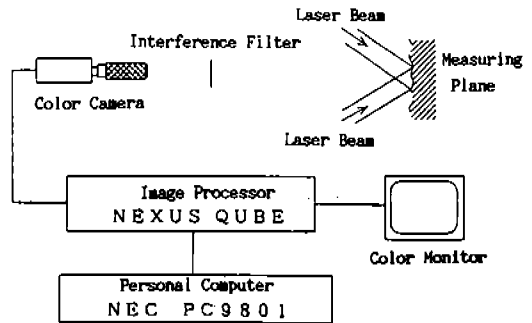 Laser Beam
Interference Filter
Measuring
Plane
Color Camera
Laser Beam
Image Processor
NEXUS QUBE
Color Monitor
Personal Computer
NEC PC9801